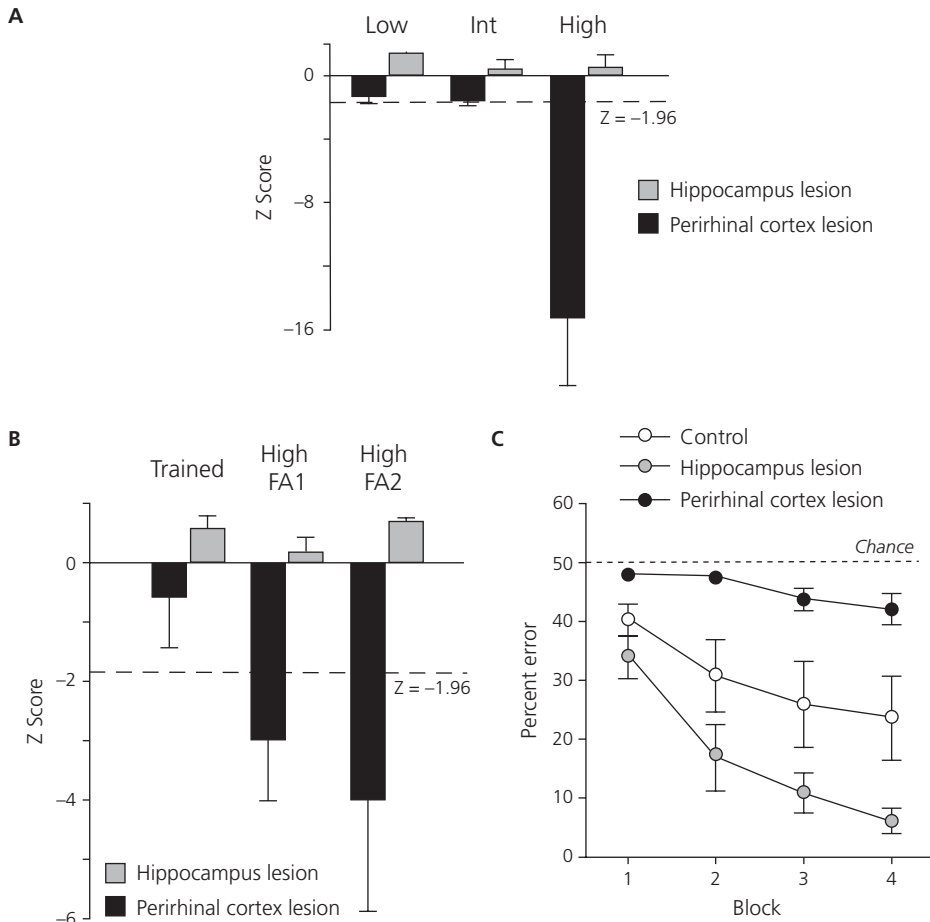 A
Low Int High
0
Z = –1.96
–8
–16
Z Score
Hippocampus lesion
Perirhinal cortex lesion
B
Trained
High
FA1
High
FA2
0
–2
–4
–6
Z = –1.96
Z Score
Hippocampus lesion
Perirhinal cortex lesion
C
Control
Hippocampus lesion
Perirhinal cortex lesion
60
Chance
50
40
30
20
10
0
Percent error
1 2 3 4
Block